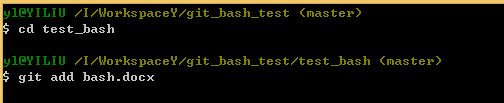 yl@YILIU /I/WorkspaceY/git_bash_test (master)
$ cd test_bash
yl@YILIU /I/WorkspaceY/git_bash_test/test_bash (master)
$ git add bash.docx